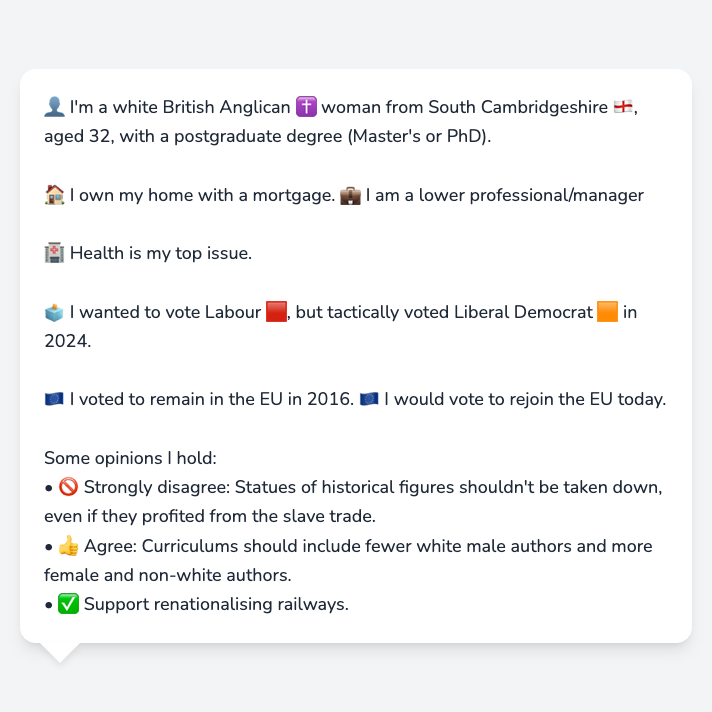 👤 I'm a white British Anglican ✝️ woman from South Cambridgeshire 🏴󠁧󠁢󠁥󠁮󠁧󠁿,
aged 32, with a postgraduate degree (Master's or PhD).
🏠 I own my home with a mortgage. 💼 I am a lower professional/manager
🏥 Health is my top issue.
🗳️ I wanted to vote Labour 🟥, but tactically voted Liberal Democrat 🟧 in
2024.
🇪🇺 I voted to remain in the EU in 2016. 🇪🇺 I would vote to rejoin the EU today.
Some opinions I hold:
• 🚫 Strongly disagree: Statues of historical figures shouldn't be taken down,
even if they profited from the slave trade.
• 👍 Agree: Curriculums should include fewer white male authors and more
female and non-white authors.
• ✅ Support renationalising railways.